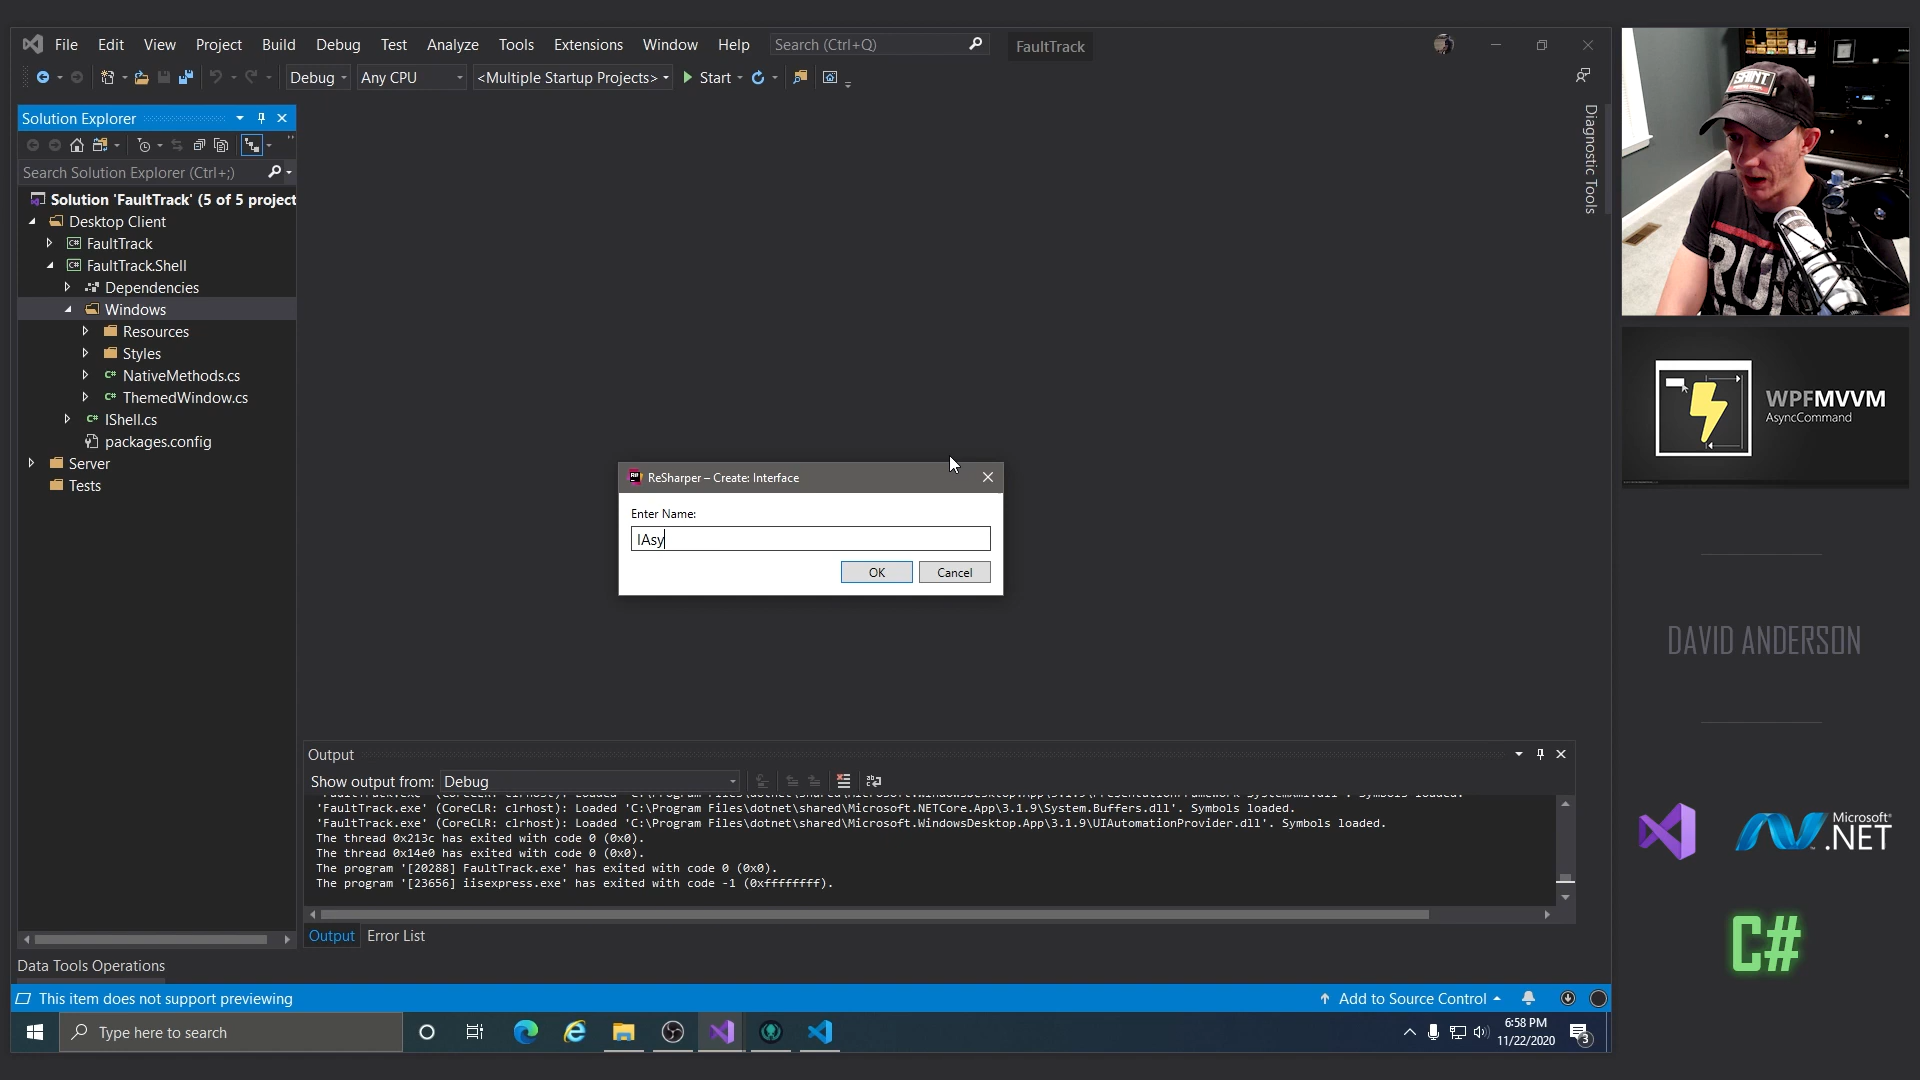 File Edit View Project Build Debug Test Analyze Tools Extensions Window Help Search (Ctrl+Q) FaultTrack
Debug Any CPU <Multiple Startup Projects> Start
Solution Explorer
Search Solution Explorer (Ctrl+;)
Solution 'FaultTrack' (5 of 5 project
Desktop Client
FaultTrack
FaultTrack.Shell
Dependencies
Windows
Resources
Styles
NativeMethods.cs
ThemedWindow.cs
IShell.cs
packages.config
Server
Tests
Diagnostic Tools
ReSharper – Create: Interface
Enter Name:
IAsy
OK Cancel
Output
Show output from: Debug
'FaultTrack.exe' (CoreCLR: clrhost): Loaded 'C:\Program Files\dotnet\shared\Microsoft.NETCore.App\3.1.9\System.Buffers.dll'. Symbols loaded.
'FaultTrack.exe' (CoreCLR: clrhost): Loaded 'C:\Program Files\dotnet\shared\Microsoft.WindowsDesktop.App\3.1.9\UIAutomationProvider.dll'. Symbols loaded.
The thread 0x213c has exited with code 0 (0x0).
The thread 0x14e0 has exited with code 0 (0x0).
The program '[20288] FaultTrack.exe' has exited with code 0 (0x0).
The program '[23656] iisexpress.exe' has exited with code -1 (0xffffffff).
Output Error List
Data Tools Operations
This item does not support previewing
Add to Source Control
Type here to search
6:58 PM
11/22/2020
3
SAINT
RUN
WPFMVVM
AsyncCommand
DAVID ANDERSON
Microsoft®
.NET
C#